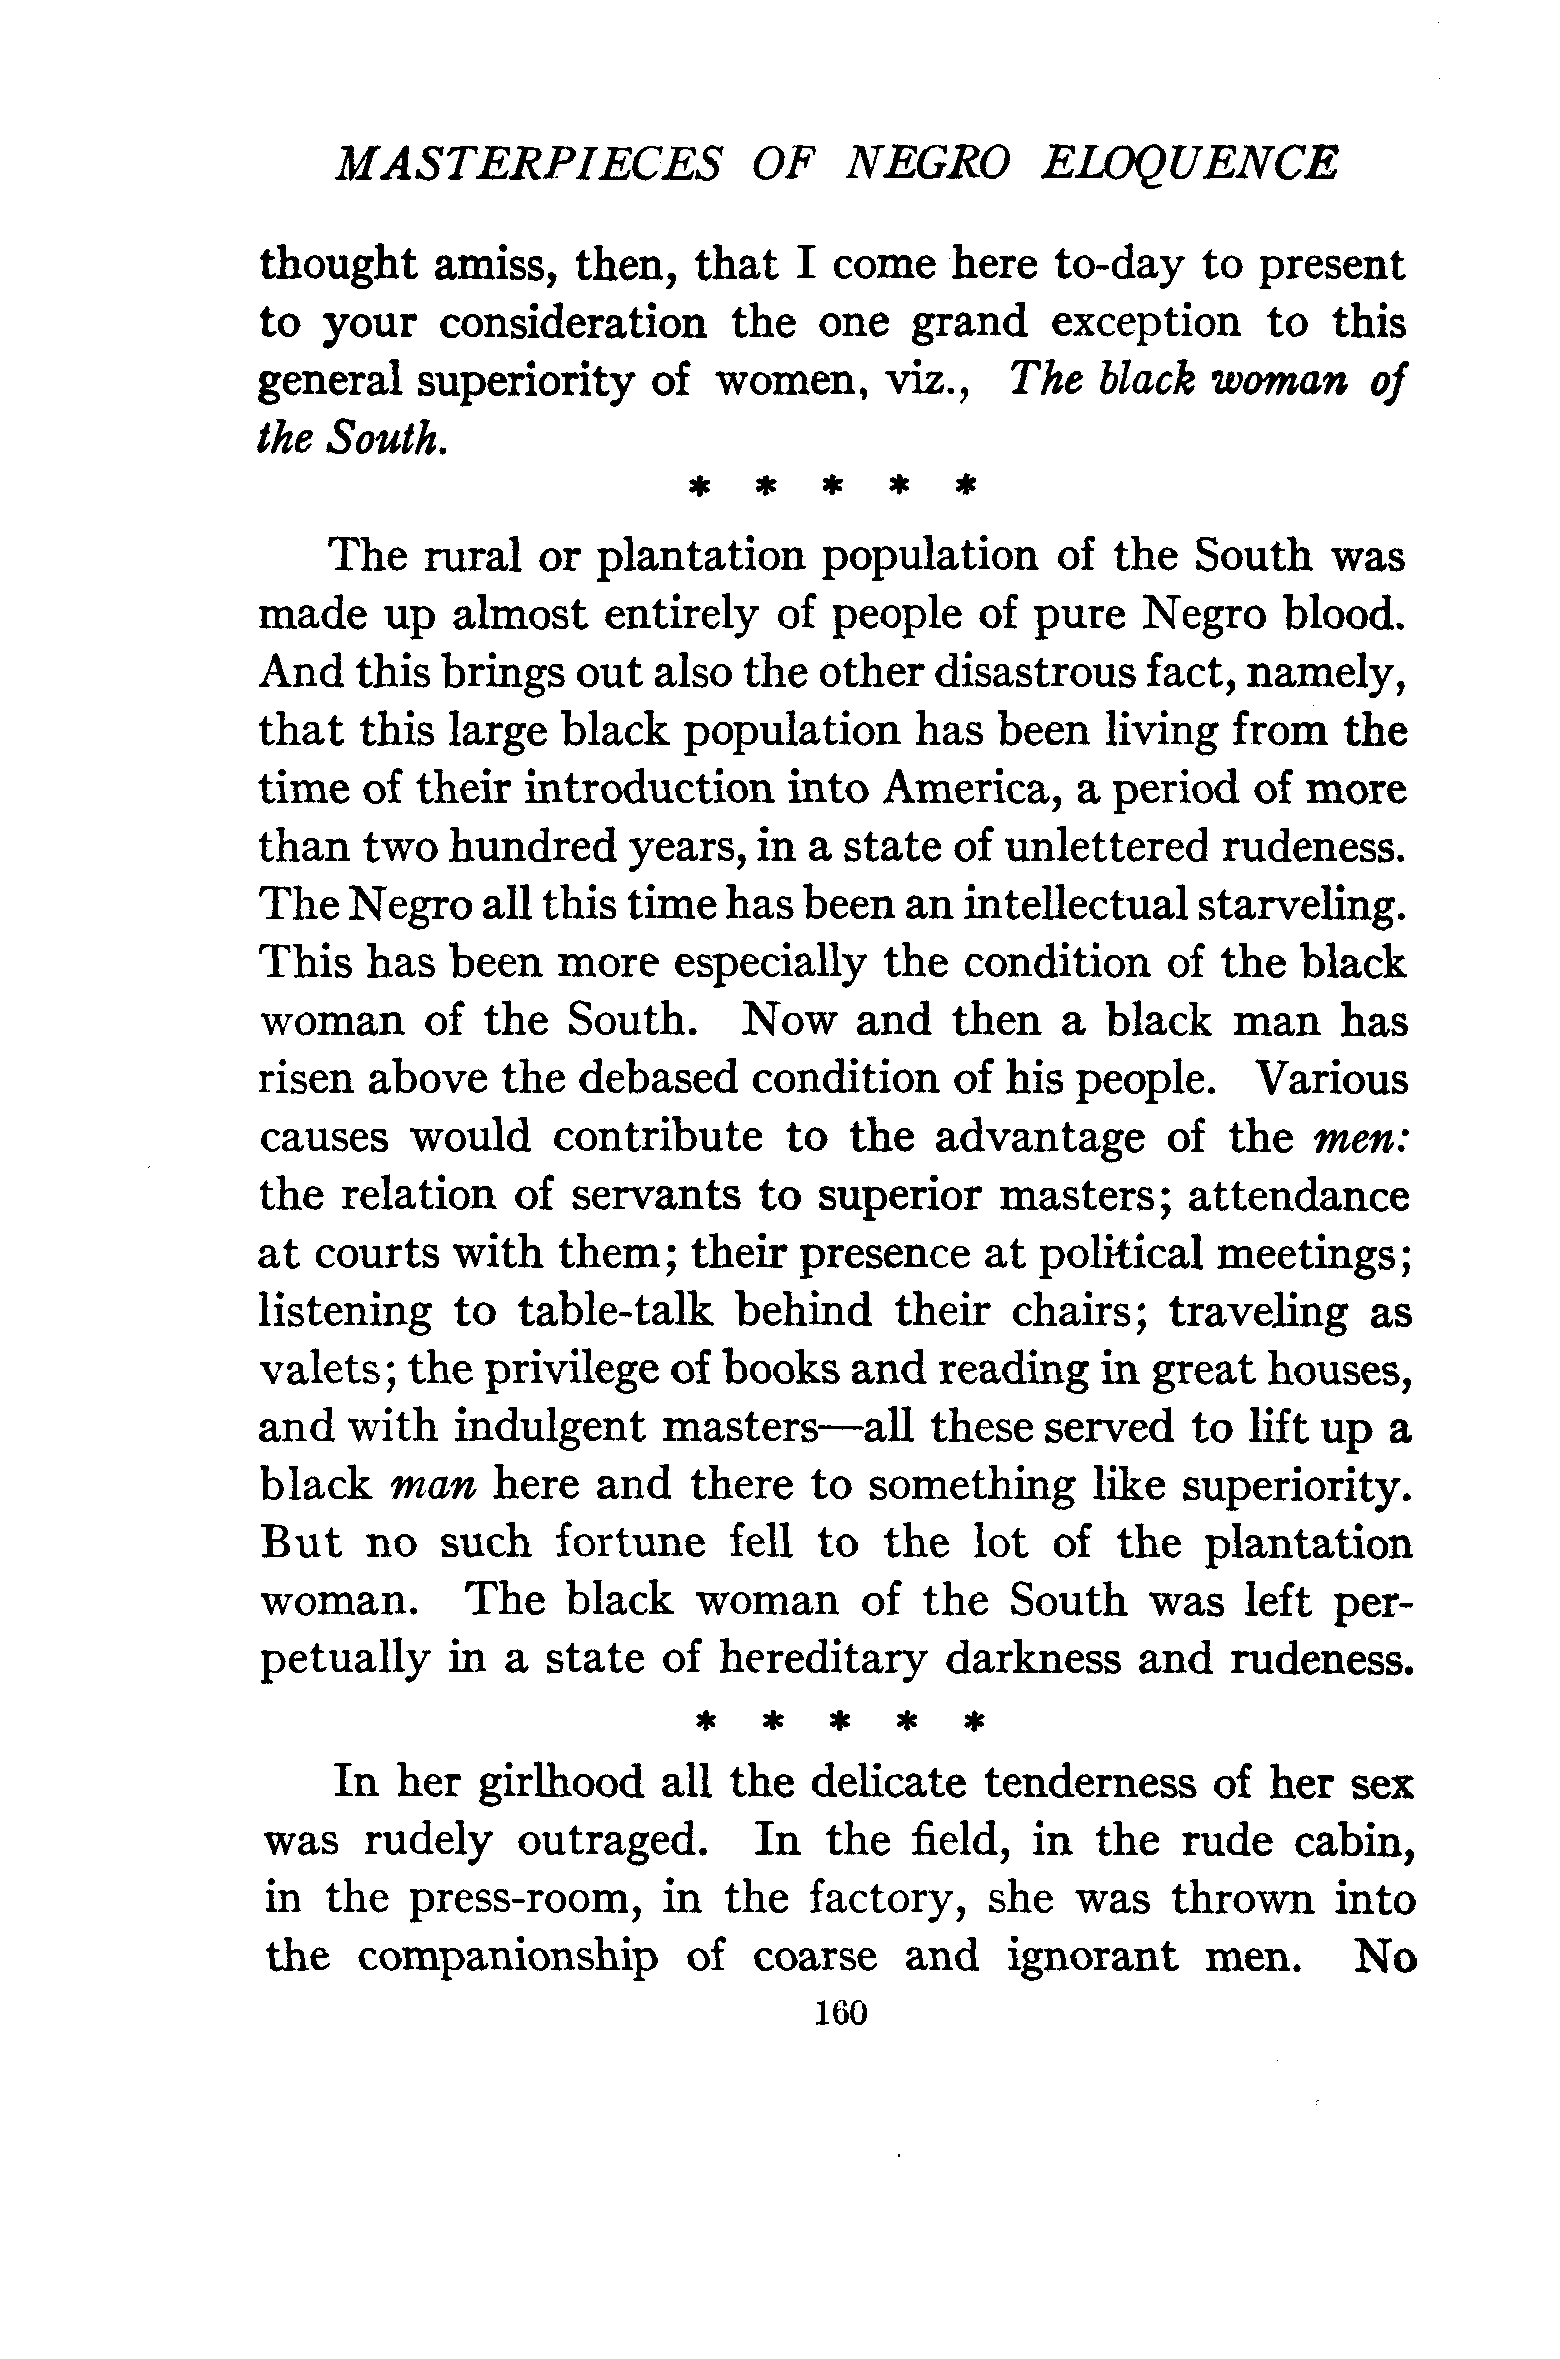 MASTERPIECES OF NEGRO ELOQUENCE
thought amiss, then, that I come here to-day to present
to your consideration the one grand exception to this
general superiority of women, viz., The black woman of
the South.
* * * * *
The rural or plantation population of the South was
made up almost entirely of people of pure Negro blood.
And this brings out also the other disastrous fact, namely,
that this large black population has been living from the
time of their introduction into America, a period of more
than two hundred years, in a state of unlettered rudeness.
The Negro all this time has been an intellectual starveling.
This has been more especially the condition of the black
woman of the South. Now and then a black man has
risen above the debased condition of his people. Various
causes would contribute to the advantage of the men:
the relation of servants to superior masters; attendance
at courts with them; their presence at political meetings;
listening to table-talk behind their chairs; traveling as
valets; the privilege of books and reading in great houses,
and with indulgent masters—all these served to lift up a
black man here and there to something like superiority.
But no such fortune fell to the lot of the plantation
woman. The black woman of the South was left per-
petually in a state of hereditary darkness and rudeness.
* * * * *
In her girlhood all the delicate tenderness of her sex
was rudely outraged. In the field, in the rude cabin,
in the press-room, in the factory, she was thrown into
the companionship of coarse and ignorant men. No
160